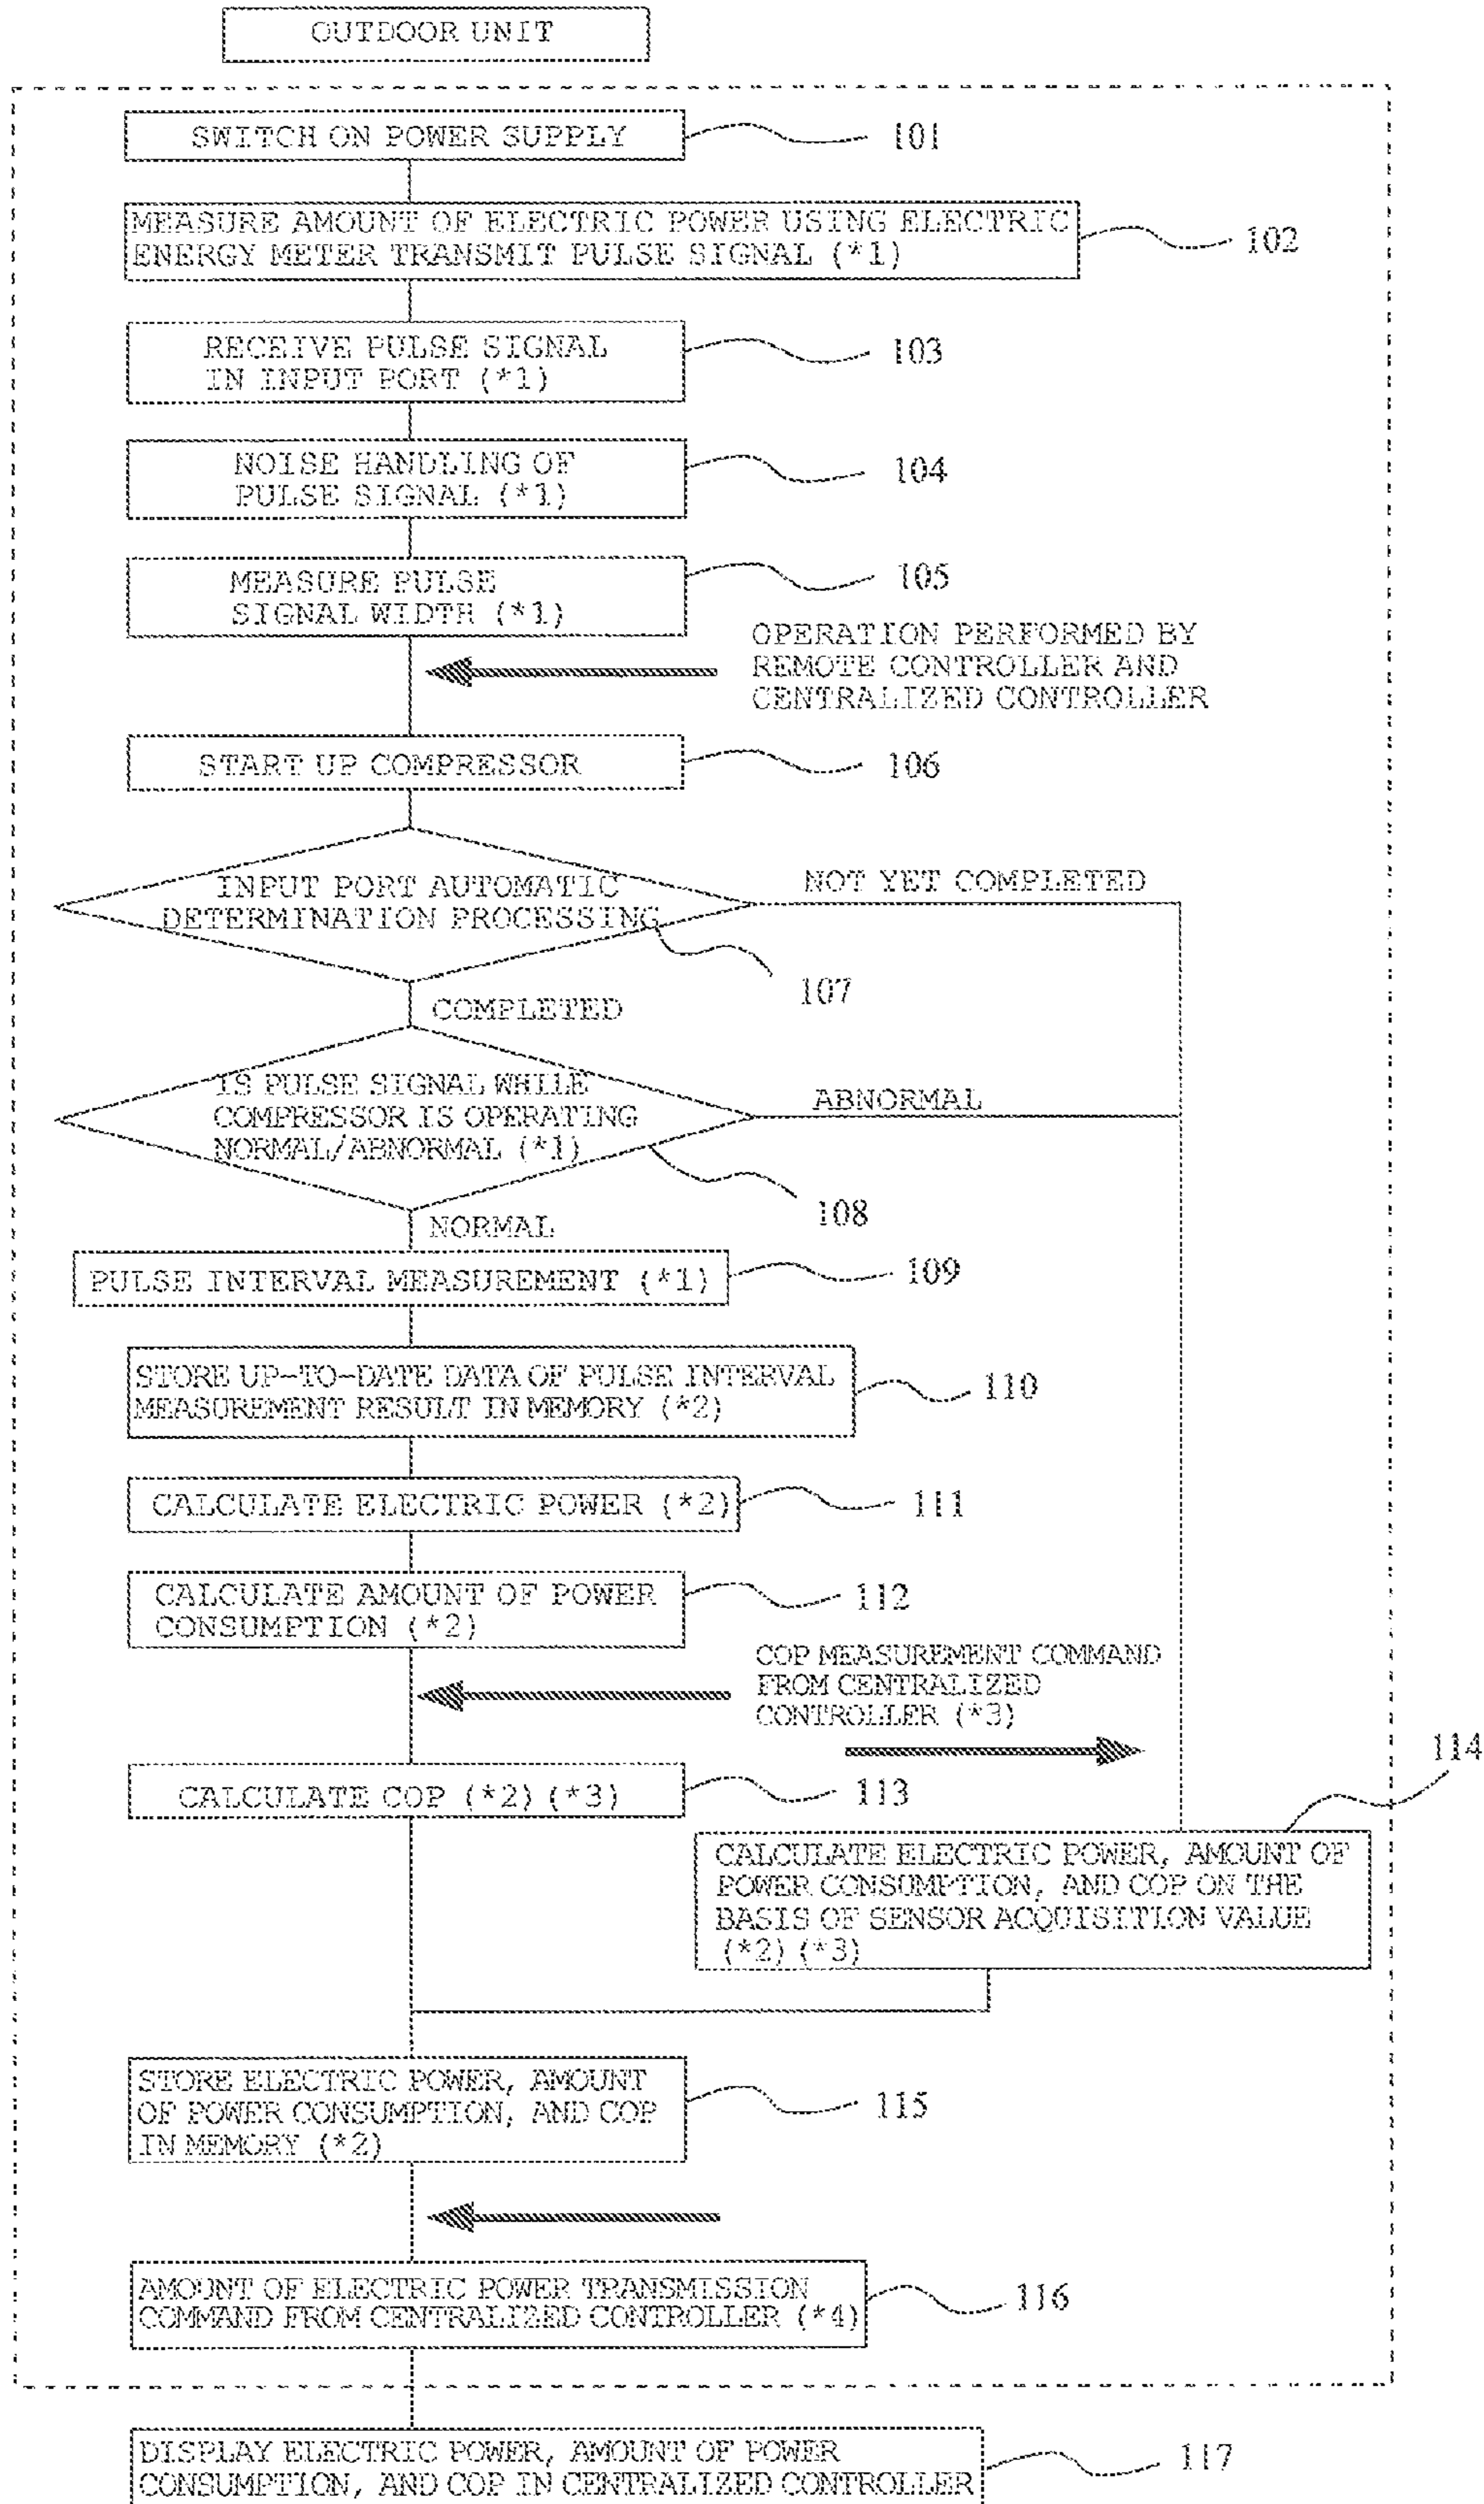 OUTDOOR UNIT
SWITCH ON POWER SUPPLY
101
MEASURE AMOUNT OF ELECTRIC POWER USING ELECTRIC
ENERGY METER TRANSMIT PULSE SIGNAL (*1)
102
RECEIVE PULSE SIGNAL
IN INPUT PORT (*1)
103
NOISE HANDLING OF
PULSE SIGNAL (*1)
104
MEASURE PULSE
SIGNAL WIDTH (*1)
105
OPERATION PERFORMED BY
REMOTE CONTROLLER AND
CENTRALIZED CONTROLLER
START UP COMPRESSOR
106
INPUT PORT AUTOMATIC
DETERMINATION PROCESSING
NOT YET COMPLETED
107
COMPLETED
IS PULSE SIGNAL WHILE
COMPRESSOR IS OPERATING
NORMAL/ABNORMAL (*1)
ABNORMAL
108
NORMAL
PULSE INTERVAL MEASUREMENT (*1)
109
STORE UP-TO-DATE DATA OF PULSE INTERVAL
MEASUREMENT RESULT IN MEMORY (*2)
110
CALCULATE ELECTRIC POWER (*2)
111
CALCULATE AMOUNT OF POWER
CONSUMPTION (*2)
112
COP MEASUREMENT COMMAND
FROM CENTRALIZED
CONTROLLER (*3)
CALCULATE COP (*2) (*3)
113
114
CALCULATE ELECTRIC POWER, AMOUNT OF
POWER CONSUMPTION, AND COP ON THE
BASIS OF SENSOR ACQUISITION VALUE
(*2) (*3)
STORE ELECTRIC POWER, AMOUNT
OF POWER CONSUMPTION, AND COP
IN MEMORY (*2)
115
AMOUNT OF ELECTRIC POWER TRANSMISSION
COMMAND FROM CENTRALIZED CONTROLLER (*4)
116
DISPLAY ELECTRIC POWER, AMOUNT OF POWER
CONSUMPTION, AND COP IN CENTRALIZED CONTROLLER
117